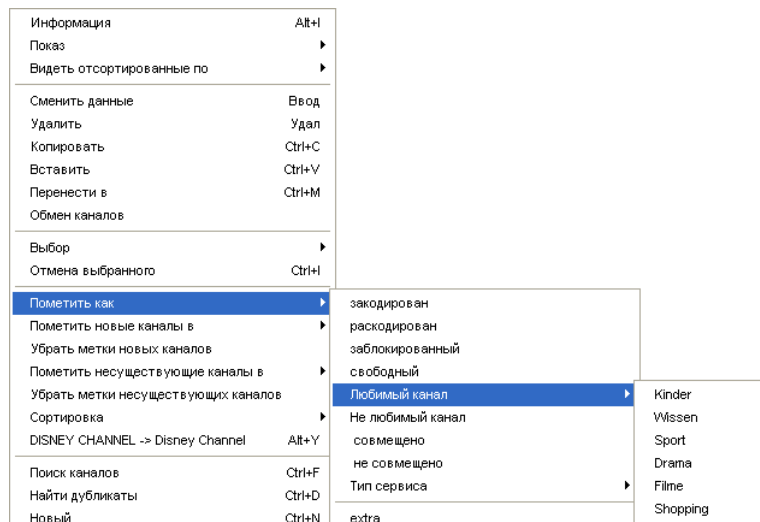 Информация Alt+I
Показ
Видеть отсортированные по
Сменить данные Ввод
Удалить Удал
Копировать Ctrl+C
Вставить Ctrl+V
Перенести в Ctrl+M
Обмен каналов
Выбор
Отмена выбранного Ctrl+I
Пометить как
Пометить новые каналы в
Убрать метки новых каналов
Пометить несуществующие каналы в
Убрать метки несуществующих каналов
Сортировка
DISNEY CHANNEL -> Disney Channel Alt+Y
Поиск каналов Ctrl+F
Найти дубликаты Ctrl+D
Новый Ctrl+N
закодирован
раскодирован
заблокированный
свободный
Любимый канал
Не любимый канал
совмещено
не совмещено
Тип сервиса
extra
Kinder
Wissen
Sport
Drama
Filme
Shopping